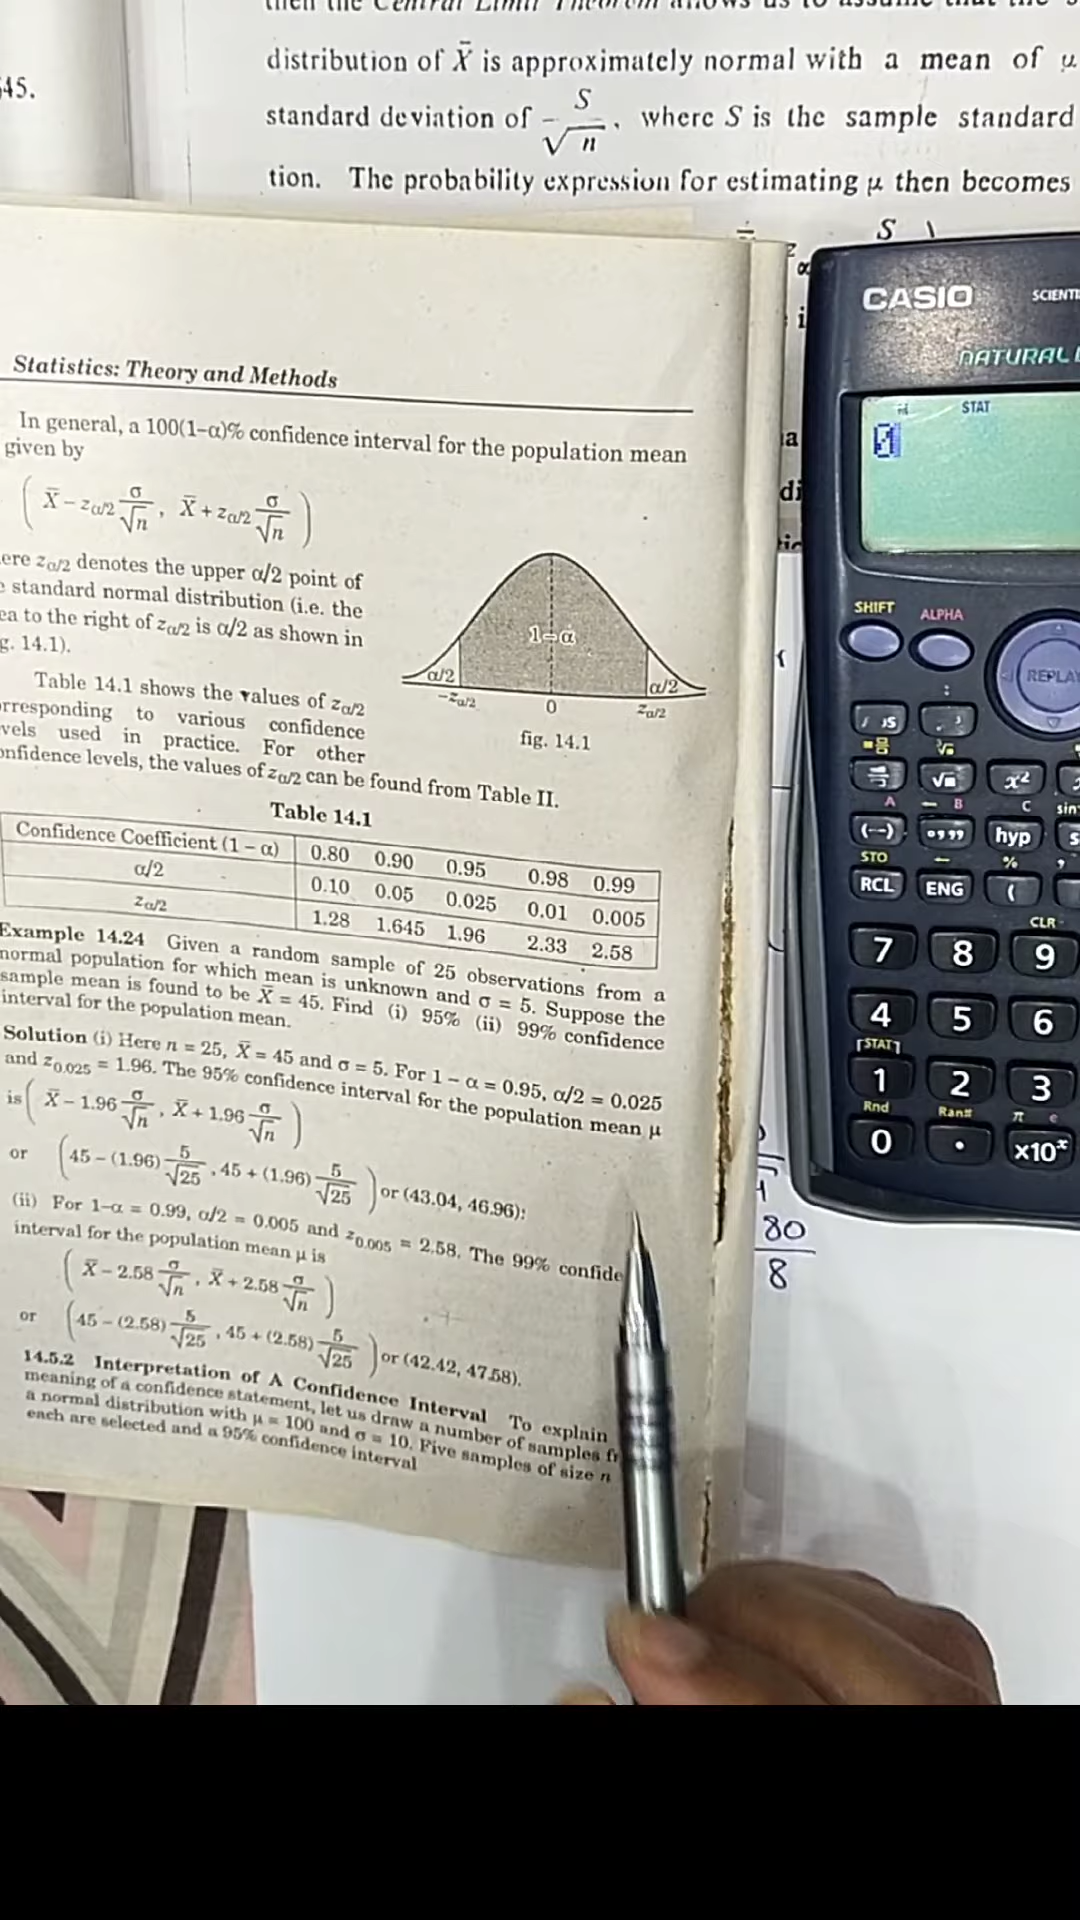 545.
distribution of X̄ is approximately normal with a mean of μ
standard deviation of S/√n, where S is the sample standard
tion. The probability expression for estimating μ then becomes
S
Statistics: Theory and Methods
In general, a 100(1–α)% confidence interval for the population mean
given by
( X̄ – zα/2 σ/√n , X̄ + zα/2 σ/√n )
ere zα/2 denotes the upper α/2 point of
e standard normal distribution (i.e. the
ea to the right of zα/2 is α/2 as shown in
g. 14.1).
1–α
α/2
α/2
–zα/2
0
zα/2
fig. 14.1
Table 14.1 shows the values of zα/2
rresponding to various confidence
vels used in practice. For other
onfidence levels, the values of zα/2 can be found from Table II.
Table 14.1
Confidence Coefficient (1 – α) 0.80 0.90 0.95 0.98 0.99
α/2 0.10 0.05 0.025 0.01 0.005
zα/2 1.28 1.645 1.96 2.33 2.58
Example 14.24 Given a random sample of 25 observations from a
normal population for which mean is unknown and σ = 5. Suppose the
sample mean is found to be X̄ = 45. Find (i) 95% (ii) 99% confidence
interval for the population mean.
Solution (i) Here n = 25, X̄ = 45 and σ = 5. For 1 – α = 0.95, α/2 = 0.025
and z0.025 = 1.96. The 95% confidence interval for the population mean μ
is ( X̄ – 1.96 σ/√n , X̄ + 1.96 σ/√n )
or ( 45 – (1.96) 5/√25 , 45 + (1.96) 5/√25 ) or (43.04, 46.96):
(ii) For 1–α = 0.99, α/2 = 0.005 and z0.005 = 2.58. The 99% confide
interval for the population mean μ is
( X̄ – 2.58 σ/√n , X̄ + 2.58 σ/√n )
or ( 45 – (2.58) 5/√25 , 45 + (2.58) 5/√25 ) or (42.42, 47.58).
14.5.2 Interpretation of A Confidence Interval To explain
meaning of a confidence statement, let us draw a number of samples fr
a normal distribution with μ = 100 and σ = 10. Five samples of size n
each are selected and a 95% confidence interval
CASIO SCIENTI
NATURAL
STAT
SHIFT ALPHA
REPLAY
√■ x²
A B C sin
(–) °'" hyp
STO %
RCL ENG (
CLR
7 8 9
4 5 6
[STAT]
1 2 3
Rnd Ran# π e
0 . ×10ˣ
80
8